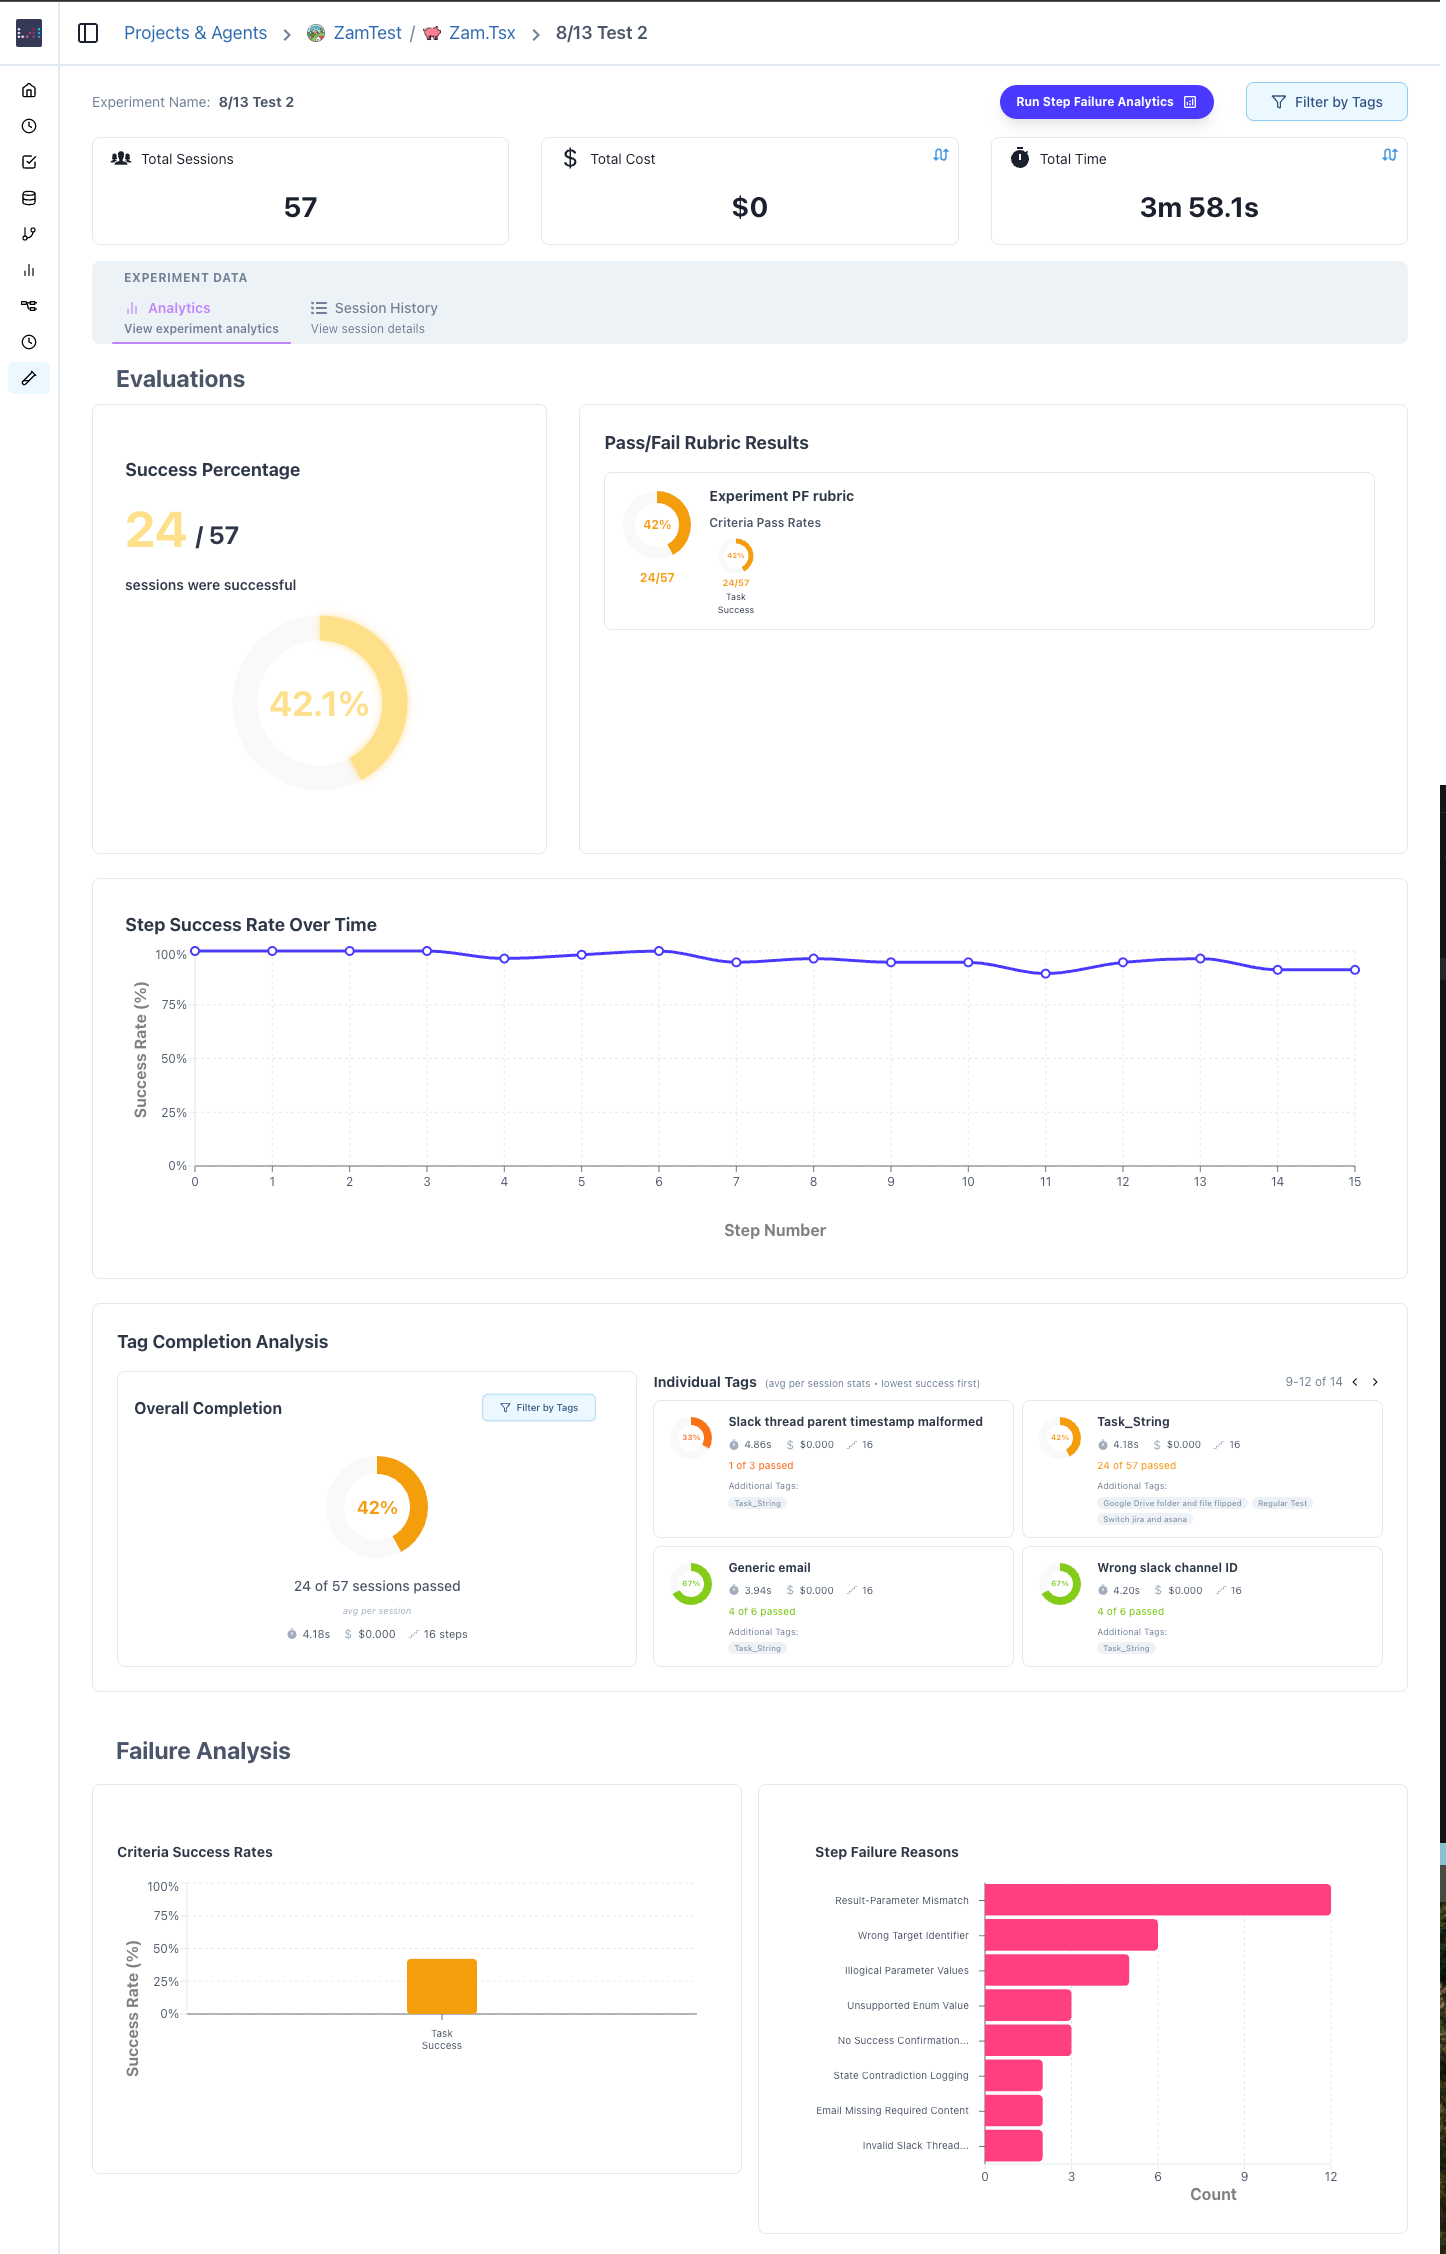 Projects & Agents > ZamTest / Zam.Tsx > 8/13 Test 2
Experiment Name: 8/13 Test 2
Run Step Failure Analytics
Filter by Tags
Total Sessions
57
Total Cost
$0
Total Time
3m 58.1s
EXPERIMENT DATA
Analytics
View experiment analytics
Session History
View session details
Evaluations
Success Percentage
24 / 57
sessions were successful
42.1%
Pass/Fail Rubric Results
42%
24/57
Experiment PF rubric
Criteria Pass Rates
42%
24/57
Task
Success
Step Success Rate Over Time
Success Rate (%)
100%
75%
50%
25%
0%
0 1 2 3 4 5 6 7 8 9 10 11 12 13 14 15
Step Number
Tag Completion Analysis
Overall Completion
Filter by Tags
42%
24 of 57 sessions passed
avg per session
4.18s $ $0.000 16 steps
Individual Tags (avg per session stats • lowest success first)
9-12 of 14
33%
Slack thread parent timestamp malformed
4.86s $ $0.000 16
1 of 3 passed
Additional Tags:
Task_String
42%
Task_String
4.18s $ $0.000 16
24 of 57 passed
Additional Tags:
Google Drive folder and file flipped Regular Test
Switch jira and asana
67%
Generic email
3.94s $ $0.000 16
4 of 6 passed
Additional Tags:
Task_String
67%
Wrong slack channel ID
4.20s $ $0.000 16
4 of 6 passed
Additional Tags:
Task_String
Failure Analysis
Criteria Success Rates
Success Rate (%)
100%
75%
50%
25%
0%
Task
Success
Step Failure Reasons
Result-Parameter Mismatch
Wrong Target Identifier
Illogical Parameter Values
Unsupported Enum Value
No Success Confirmation...
State Contradiction Logging
Email Missing Required Content
Invalid Slack Thread...
0 3 6 9 12
Count